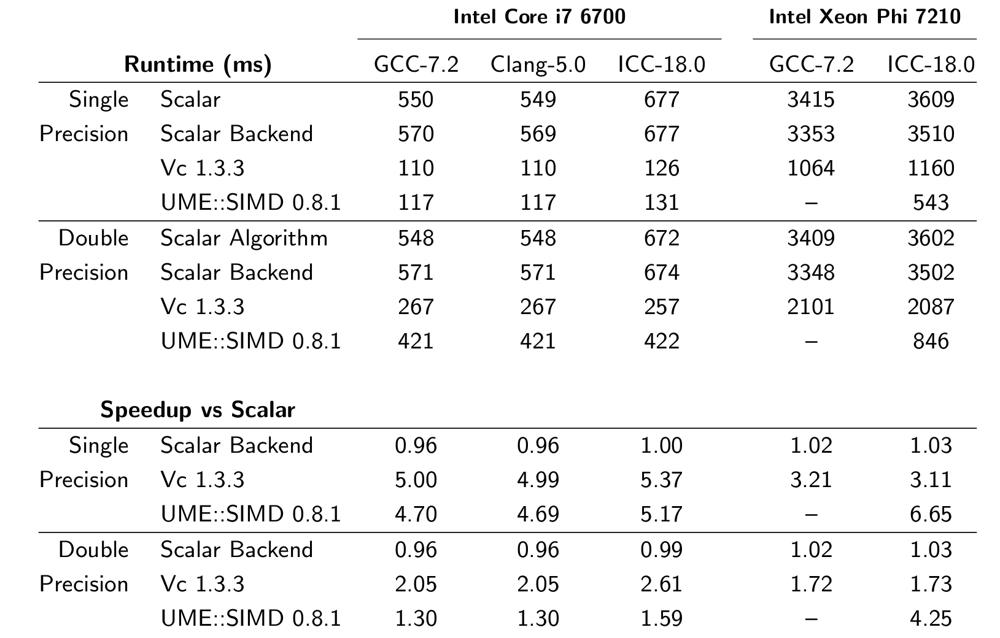 Intel Core i7 6700 Intel Xeon Phi 7210
Runtime (ms) GCC-7.2 Clang-5.0 ICC-18.0 GCC-7.2 ICC-18.0
Single Scalar 550 549 677 3415 3609
Precision Scalar Backend 570 569 677 3353 3510
Vc 1.3.3 110 110 126 1064 1160
UME::SIMD 0.8.1 117 117 131 – 543
Double Scalar Algorithm 548 548 672 3409 3602
Precision Scalar Backend 571 571 674 3348 3502
Vc 1.3.3 267 267 257 2101 2087
UME::SIMD 0.8.1 421 421 422 – 846
Speedup vs Scalar
Single Scalar Backend 0.96 0.96 1.00 1.02 1.03
Precision Vc 1.3.3 5.00 4.99 5.37 3.21 3.11
UME::SIMD 0.8.1 4.70 4.69 5.17 – 6.65
Double Scalar Backend 0.96 0.96 0.99 1.02 1.03
Precision Vc 1.3.3 2.05 2.05 2.61 1.72 1.73
UME::SIMD 0.8.1 1.30 1.30 1.59 – 4.25